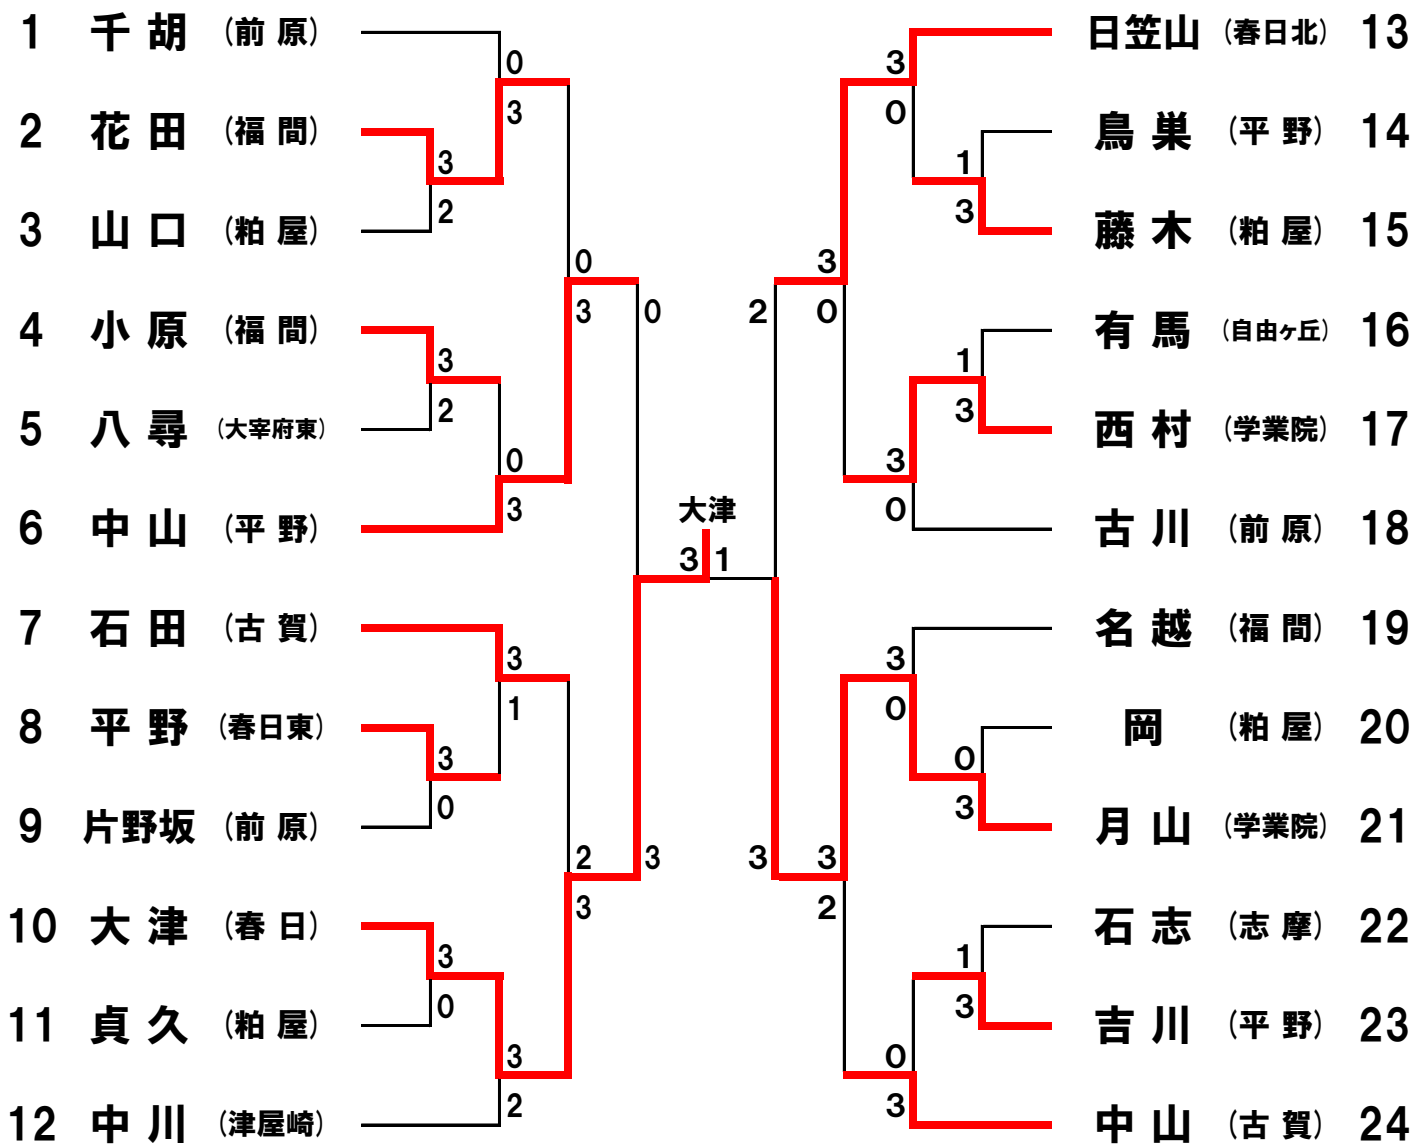 1 千胡 (前原)
0
3
2 花田 (福間)
3
2
3 山口 (粕屋)
0
3
0
4 小原 (福間)
3
2
5 八尋 (大宰府東)
0
3
6 中山 (平野)
7 石田 (古賀)
3
1
8 平野 (春日東)
3
0
9 片野坂 (前原)
2
3
3
10 大津 (春日)
3
0
11 貞久 (粕屋)
3
2
12 中川 (津屋崎)
大津
3 1
日笠山 (春日北) 13
3
0
鳥巣 (平野) 14
1
3
藤木 (粕屋) 15
3
2 0
有馬 (自由ヶ丘) 16
1
3
西村 (学業院) 17
3
0
古川 (前原) 18
名越 (福間) 19
3
0
岡 (粕屋) 20
0
3
月山 (学業院) 21
3 3
2
石志 (志摩) 22
1
3
吉川 (平野) 23
0
3
中山 (古賀) 24